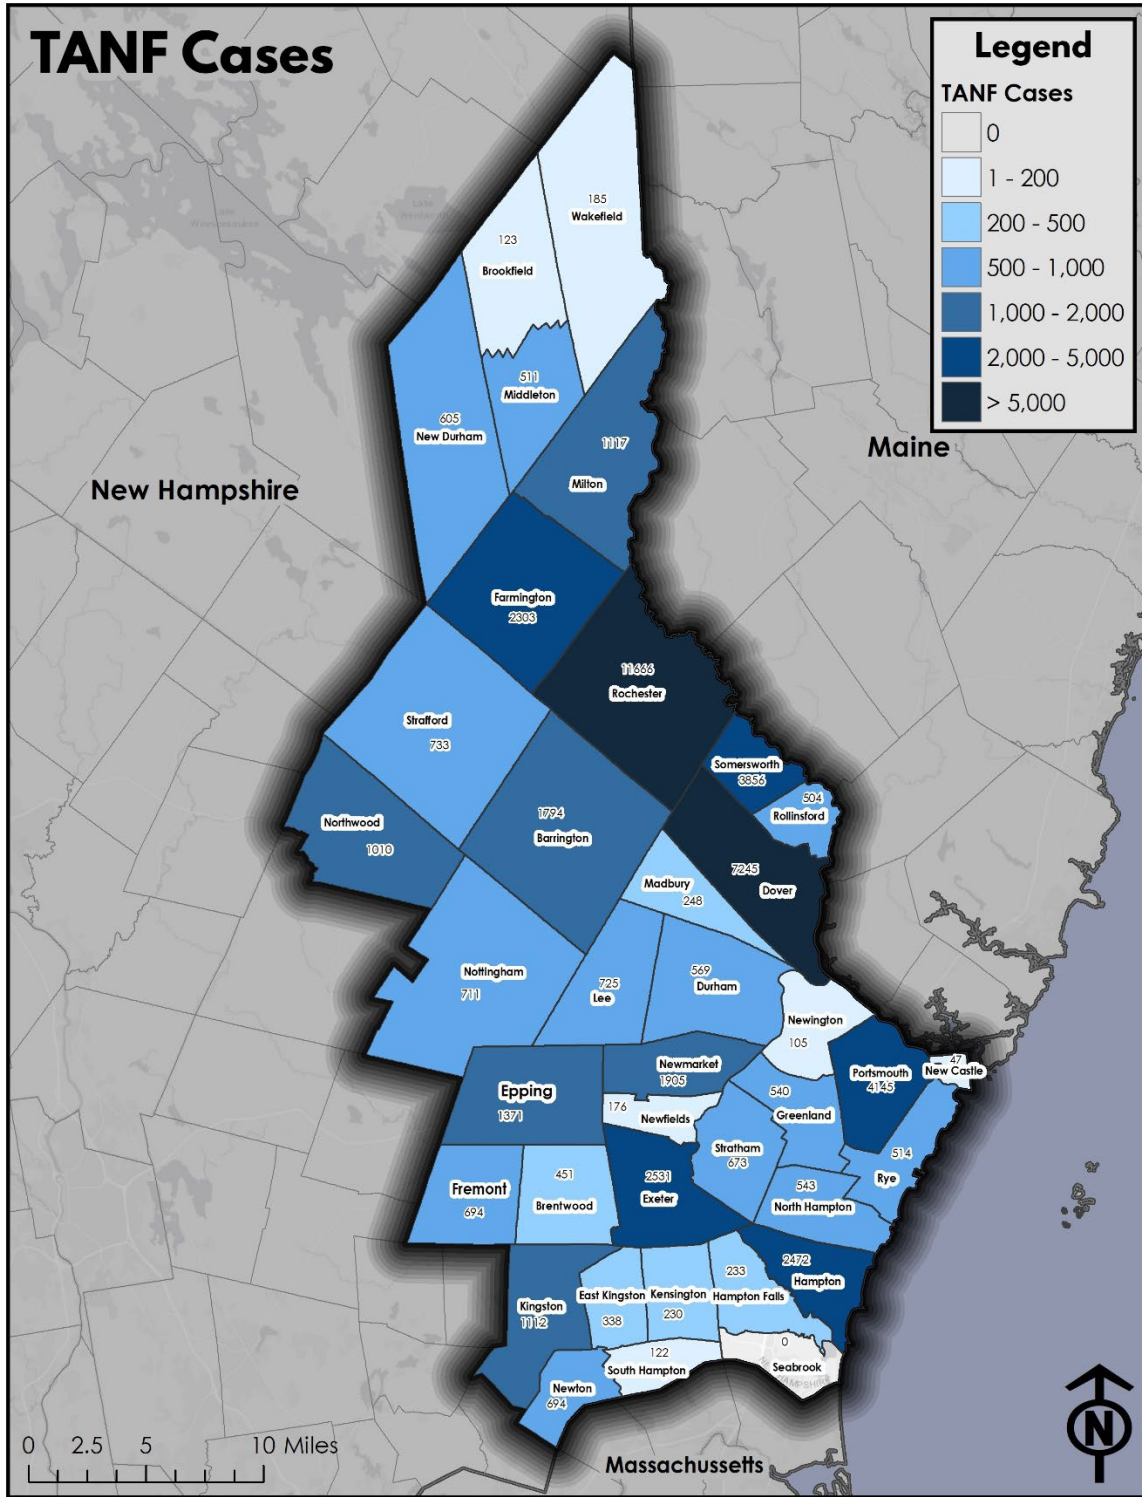 TANF Cases
Legend
TANF Cases
0
1 - 200
200 - 500
500 - 1,000
1,000 - 2,000
2,000 - 5,000
> 5,000
185
Wakefield
123
Brookfield
511
Middleton
605
New Durham
1117
Milton
Maine
New Hampshire
Farmington
2303
11666
Rochester
Strafford
733
Somersworth
3856
504
Rollinsford
Northwood
1010
1794
Barrington
7245
Dover
Madbury
248
Nottingham
711
725
Lee
569
Durham
Newington
105
47
New Castle
Portsmouth
4145
Newmarket
1905
Epping
1371
540
Greenland
176
Newfields
Stratham
673
514
Rye
451
Brentwood
2531
Exeter
Fremont
694
543
North Hampton
2472
Hampton
233
Hampton Falls
East Kingston
338
Kensington
230
Kingston
1112
0
Seabrook
122
South Hampton
Newton
694
0 2.5 5 10 Miles
Massachussetts
N